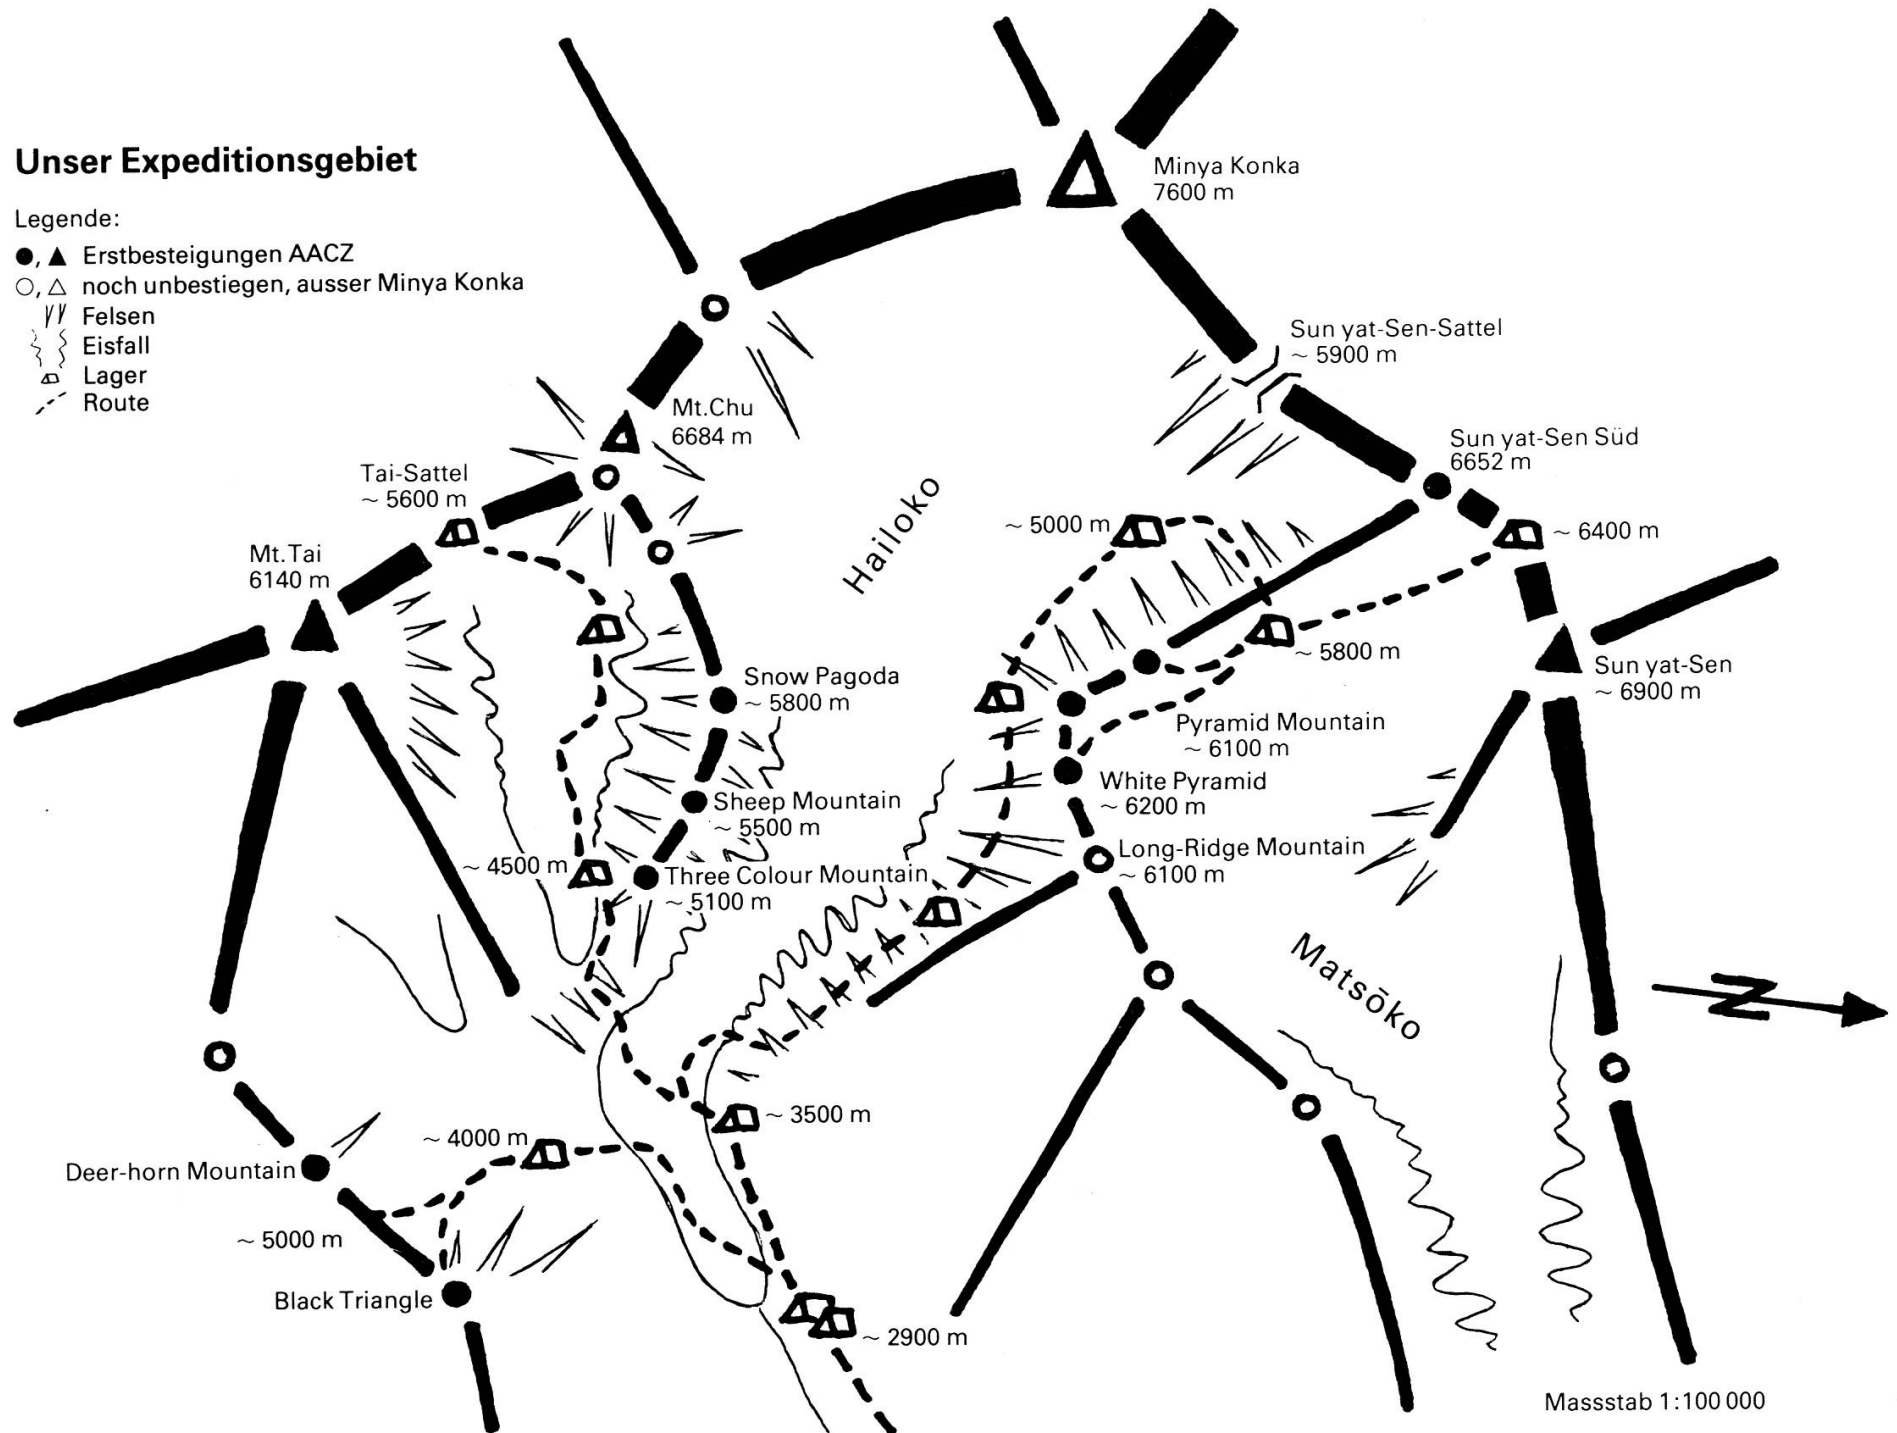 Unser Expeditionsgebiet
Legende:
●, ▲ Erstbesteigungen AACZ
○, △ noch unbestiegen, ausser Minya Konka
Felsen
Eisfall
Lager
Route
Minya Konka
7600 m
Sun yat-Sen-Sattel
~ 5900 m
Mt. Chu
6684 m
Sun yat-Sen Süd
6652 m
Tai-Sattel
~ 5600 m
Hailoko
~ 5000 m
~ 6400 m
Mt. Tai
6140 m
~ 5800 m
Sun yat-Sen
~ 6900 m
Snow Pagoda
~ 5800 m
Pyramid Mountain
~ 6100 m
White Pyramid
~ 6200 m
Sheep Mountain
~ 5500 m
Long-Ridge Mountain
~ 6100 m
~ 4500 m
Three Colour Mountain
~ 5100 m
Matsōko
N
~ 3500 m
~ 4000 m
Deer-horn Mountain
~ 5000 m
Black Triangle
~ 2900 m
Massstab 1:100 000